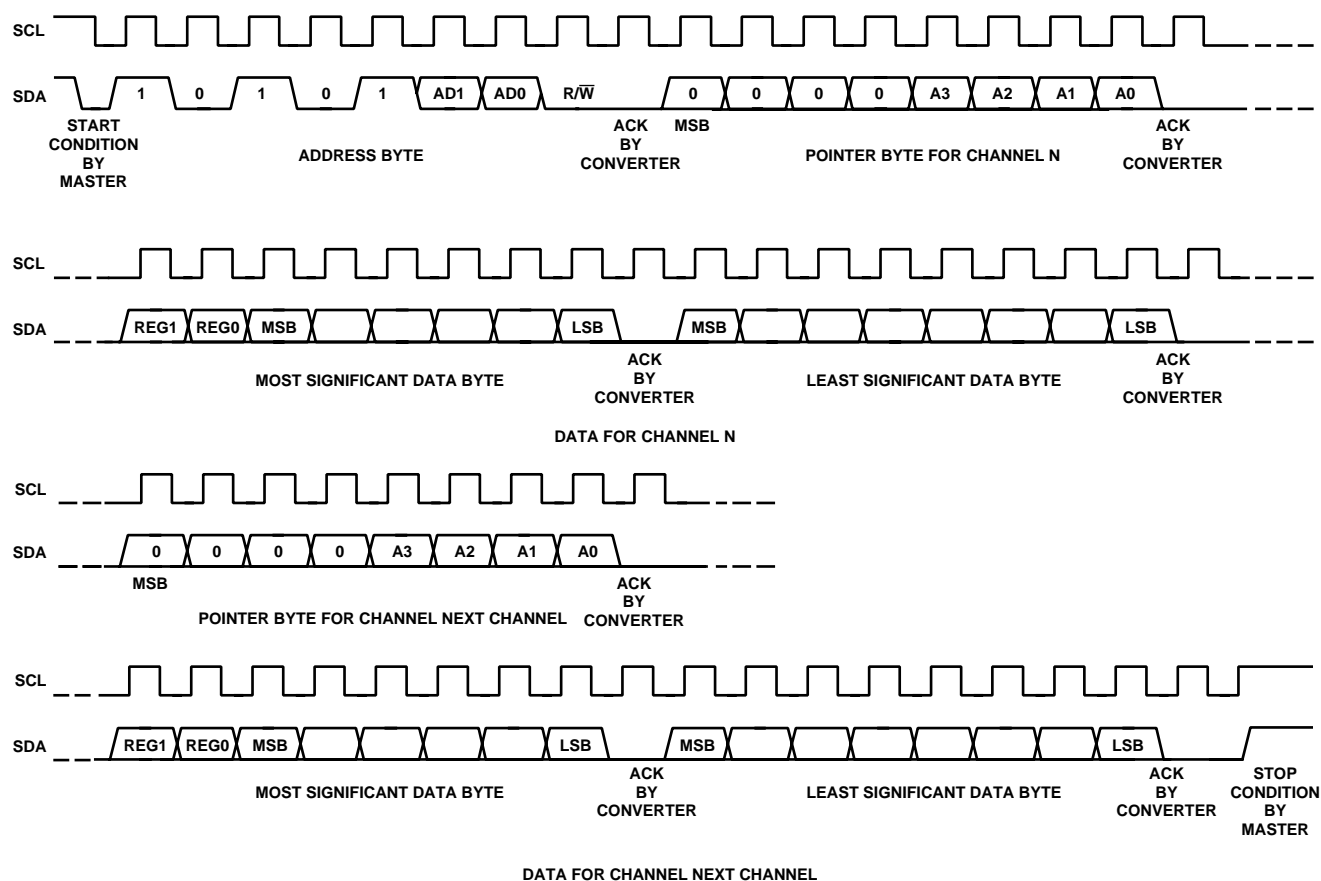 SCL
SDA 1 0 1 0 1 AD1 AD0 R/W̅ 0 0 0 0 A3 A2 A1 A0
START
CONDITION
BY
MASTER
ADDRESS BYTE
ACK
BY
CONVERTER
MSB
POINTER BYTE FOR CHANNEL N
ACK
BY
CONVERTER
SCL
SDA REG1 REG0 MSB LSB MSB LSB
MOST SIGNIFICANT DATA BYTE
ACK
BY
CONVERTER
LEAST SIGNIFICANT DATA BYTE
ACK
BY
CONVERTER
DATA FOR CHANNEL N
SCL
SDA 0 0 0 0 A3 A2 A1 A0
MSB
POINTER BYTE FOR CHANNEL NEXT CHANNEL
ACK
BY
CONVERTER
SCL
SDA REG1 REG0 MSB LSB MSB LSB
MOST SIGNIFICANT DATA BYTE
ACK
BY
CONVERTER
LEAST SIGNIFICANT DATA BYTE
ACK
BY
CONVERTER
STOP
CONDITION
BY
MASTER
DATA FOR CHANNEL NEXT CHANNEL